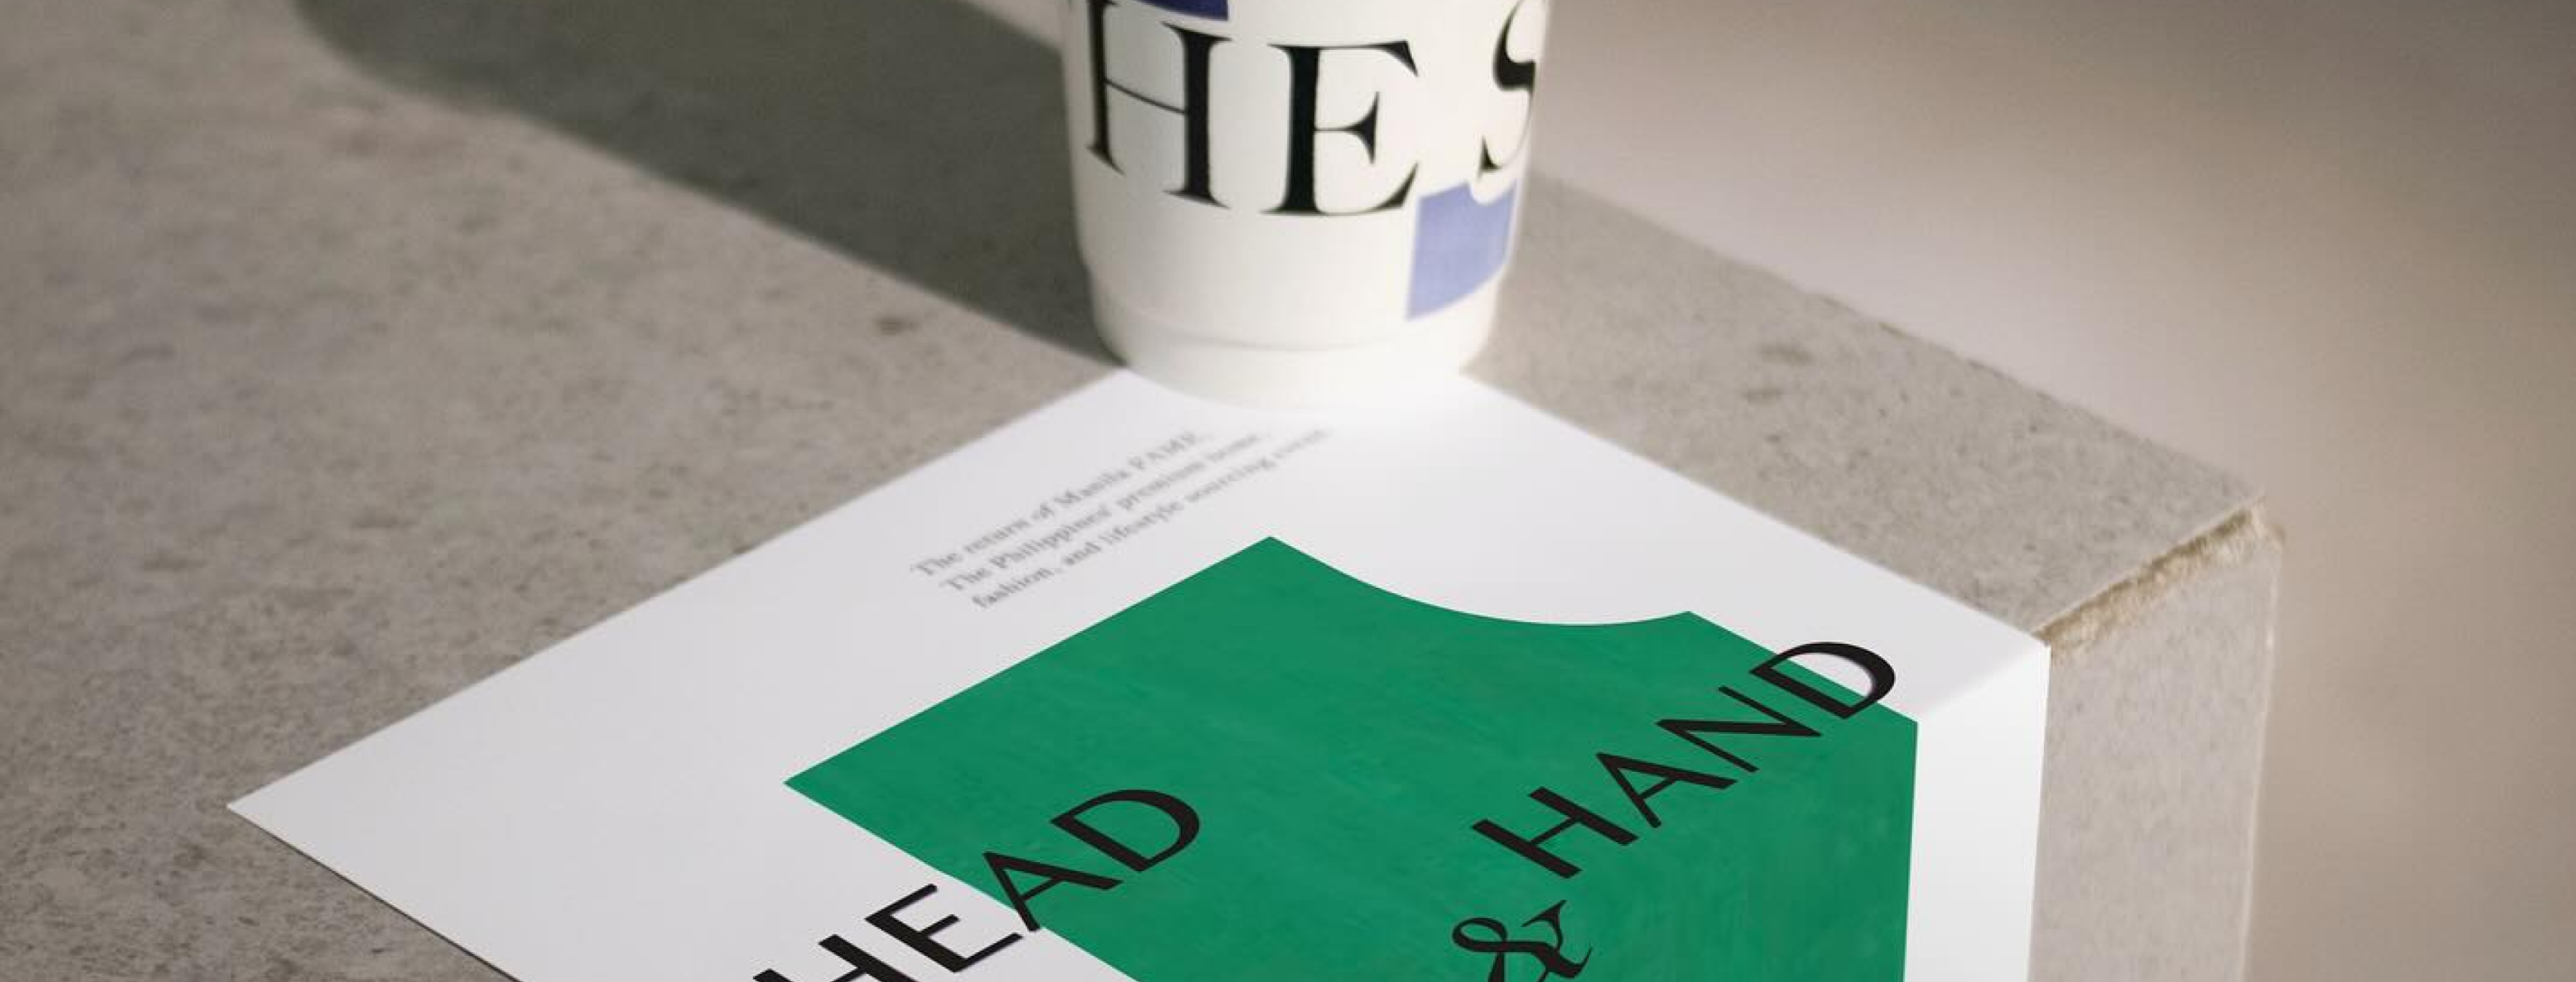 HE S
The return of Manila FAME,
The Philippines' premium home,
fashion, and lifestyle sourcing event
HEAD
& HAND